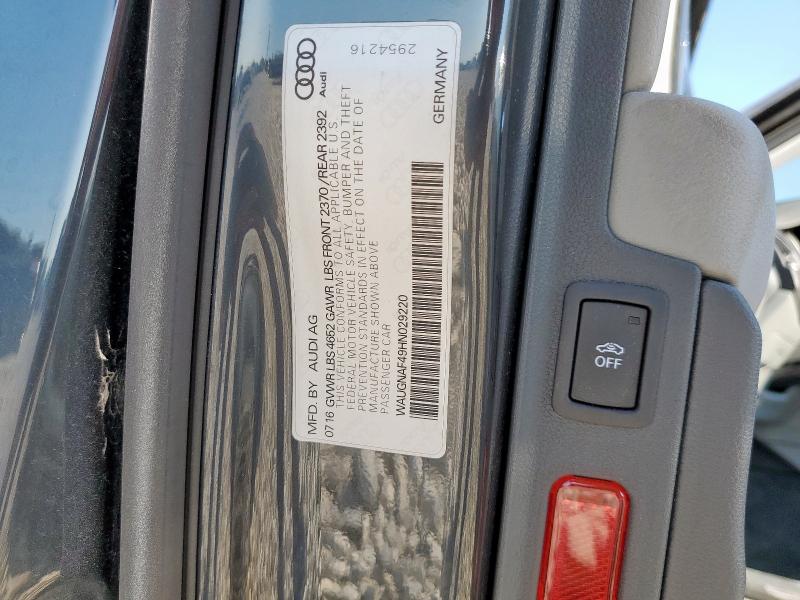 2954216
Audi
GERMANY
MFD. BY AUDI AG
0716 GVWR LBS 4652 GAWR LBS FRONT 2370/REAR 2392
THIS VEHICLE CONFORMS TO ALL APPLICABLE U.S.
FEDERAL MOTOR VEHICLE SAFETY, BUMPER AND THEFT
PREVENTION STANDARDS IN EFFECT ON THE DATE OF
MANUFACTURE SHOWN ABOVE
PASSENGER CAR
WAUGNAF49HN029220
OFF